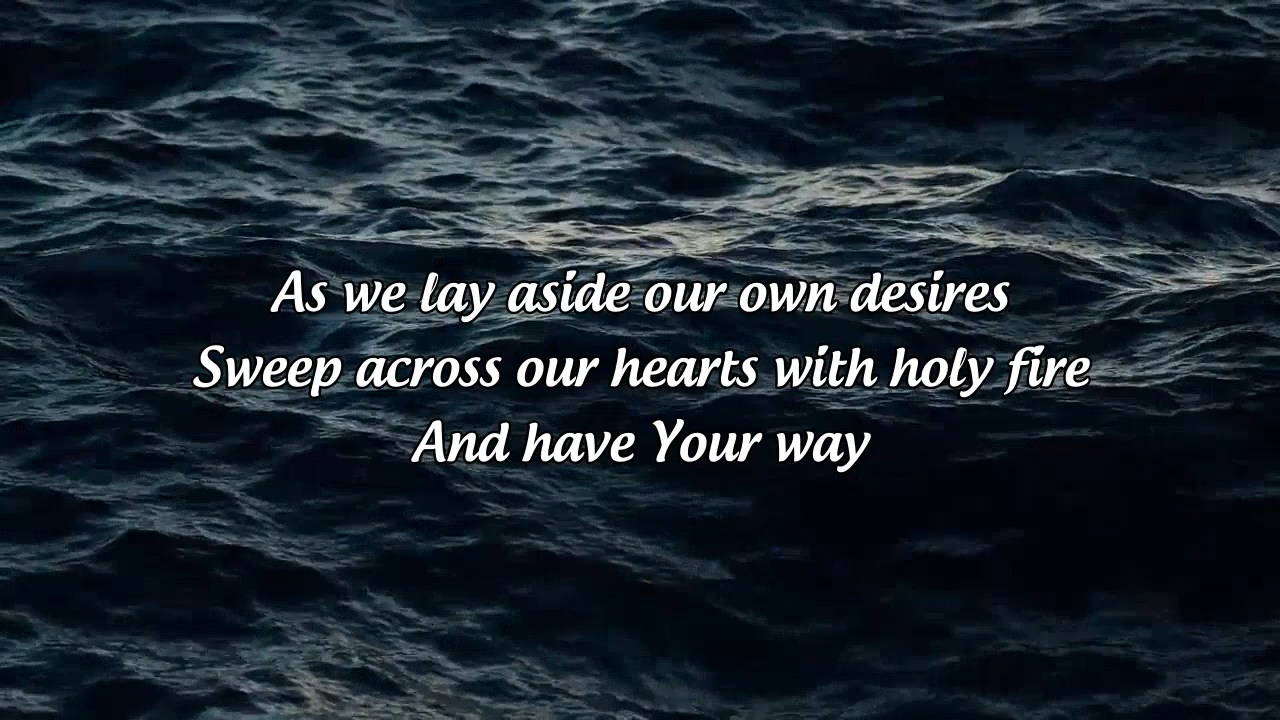 As we lay aside our own desires
Sweep across our hearts with holy fire
And have Your way